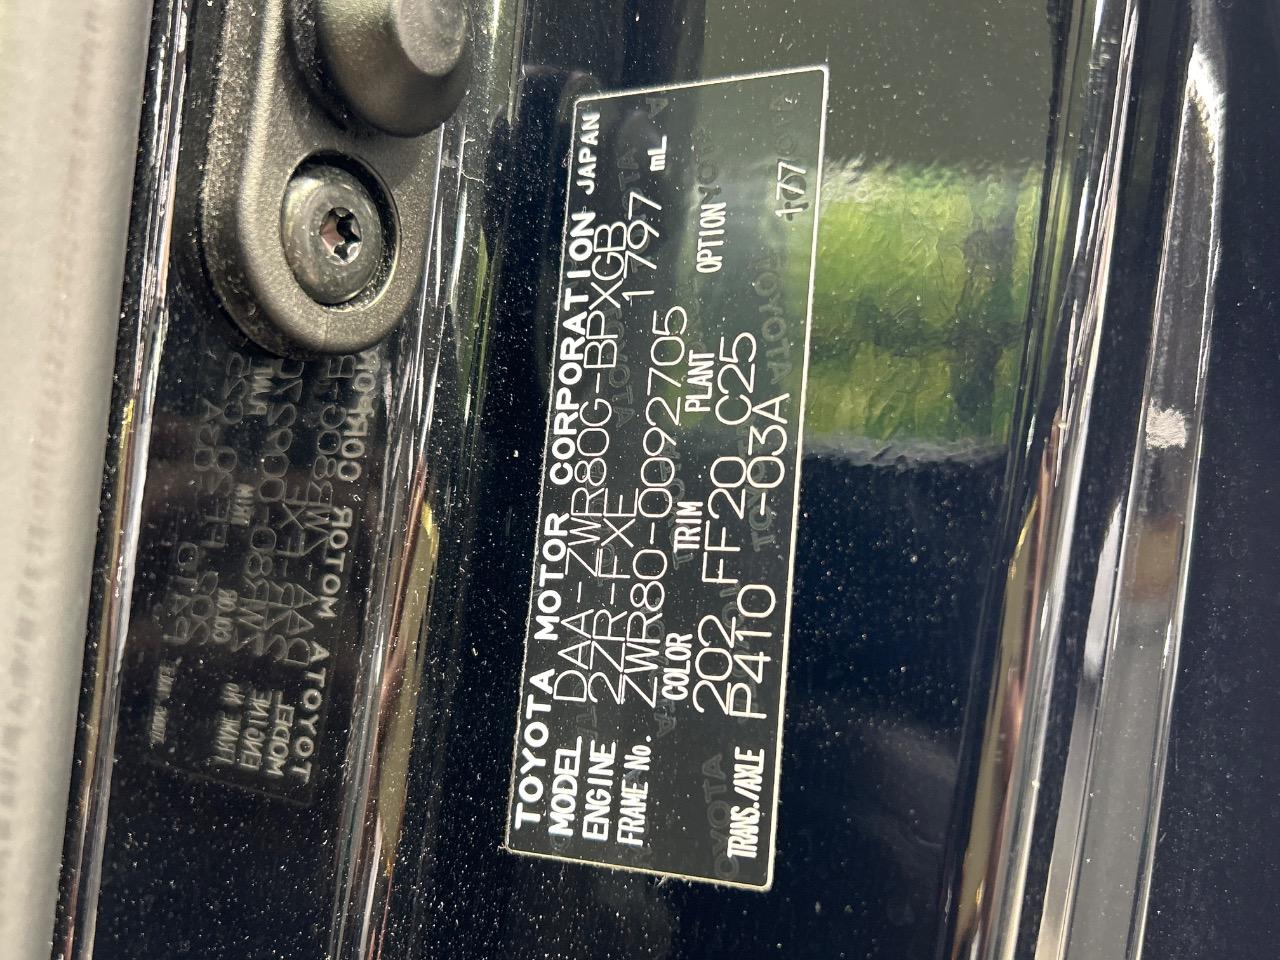 TOYOTA MOTOR CORPORATION JAPAN
MODEL DAA-ZWR80G-BPXGB
ENGINE 2ZR-FXE 1797 mL
FRAME No. ZWR80-0092705
COLOR TRIM PLANT OPTION
202 FF20 C25
TRANS./AXLE P410 -03A 177